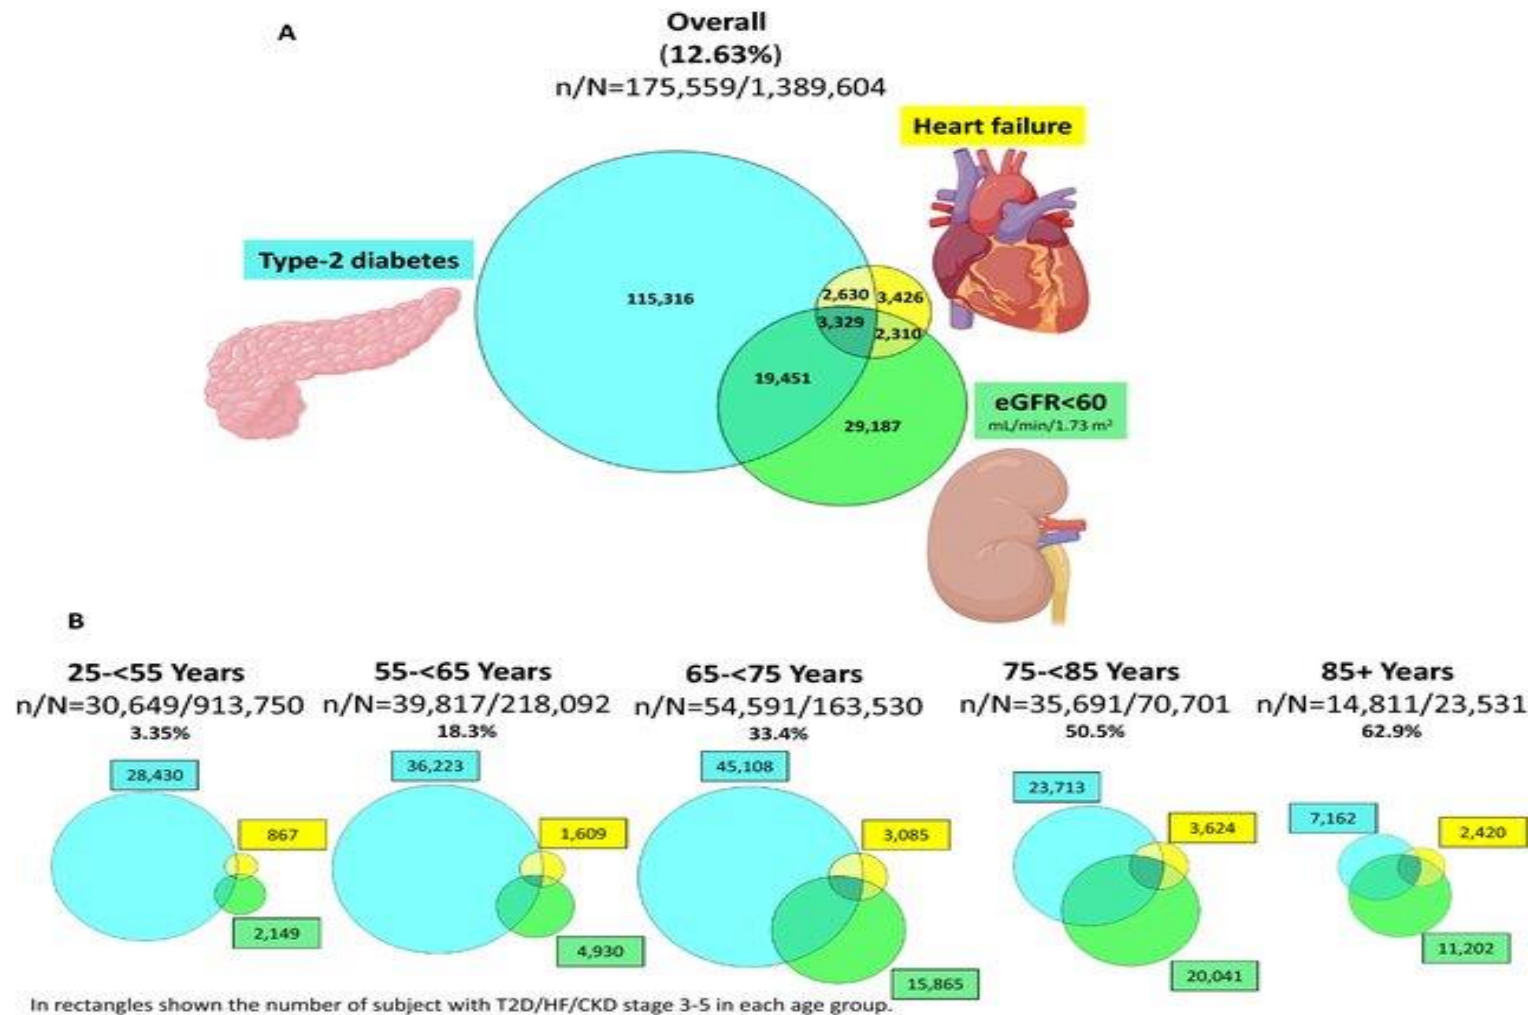 A
Overall
(12.63%)
n/N=175,559/1,389,604
Heart failure
Type-2 diabetes
115,316
2,630
3,426
3,329
2,310
19,451
29,187
eGFR<60
mL/min/1.73 m²
B
25-<55 Years
n/N=30,649/913,750
3.35%
28,430
867
2,149
55-<65 Years
n/N=39,817/218,092
18.3%
36,223
1,609
4,930
65-<75 Years
n/N=54,591/163,530
33.4%
45,108
3,085
15,865
75-<85 Years
n/N=35,691/70,701
50.5%
23,713
3,624
20,041
85+ Years
n/N=14,811/23,531
62.9%
7,162
2,420
11,202
In rectangles shown the number of subject with T2D/HF/CKD stage 3-5 in each age group.